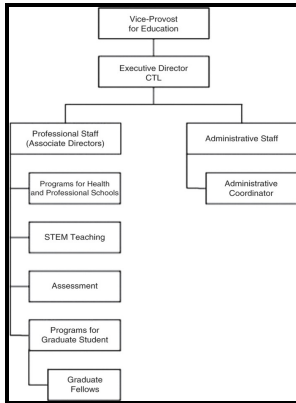 Vice-Provost
for Education
Executive Director
CTL
Professional Staff
(Associate Directors)
Administrative Staff
Programs for Health
and Professional Schools
Administrative
Coordinator
STEM Teaching
Assessment
Programs for
Graduate Student
Graduate
Fellows